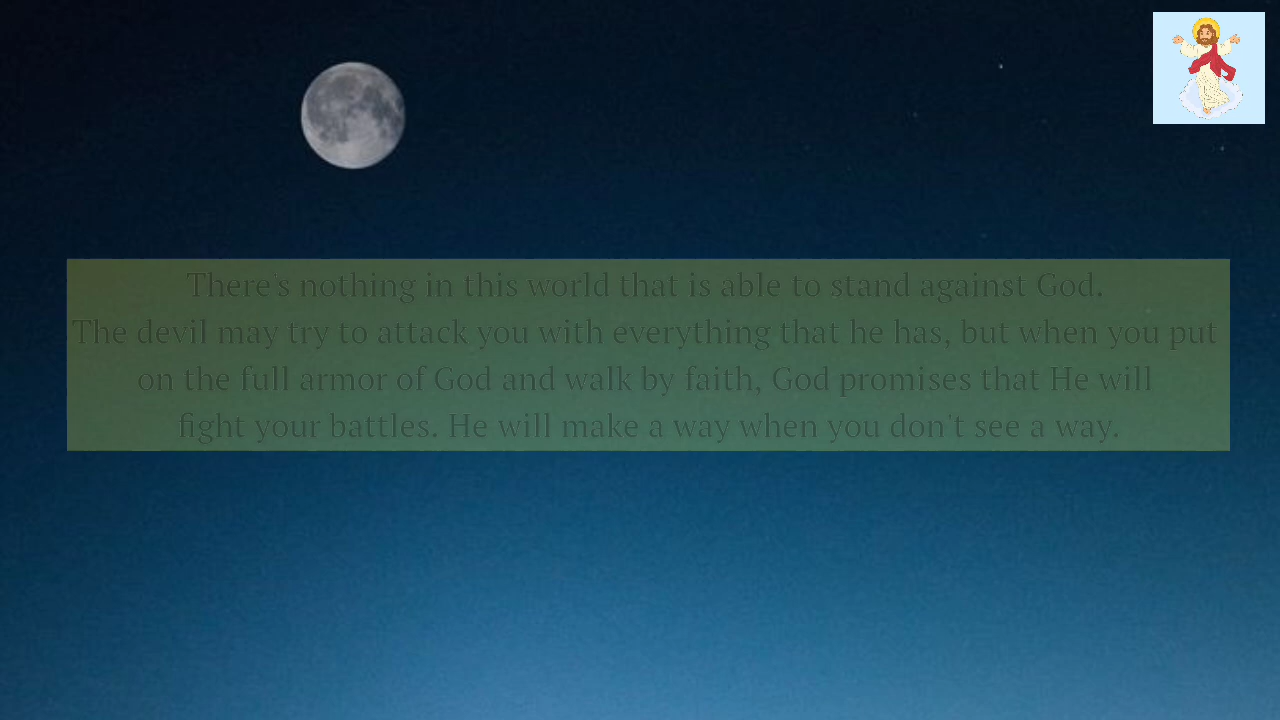 There's nothing in this world that is able to stand against God.
The devil may try to attack you with everything that he has, but when you put
on the full armor of God and walk by faith, God promises that He will
fight your battles. He will make a way when you don't see a way.